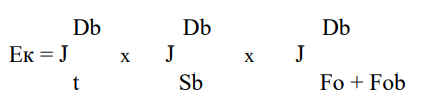 Db Db Db
Ек = J x J x J
t Sb Fo + Fob